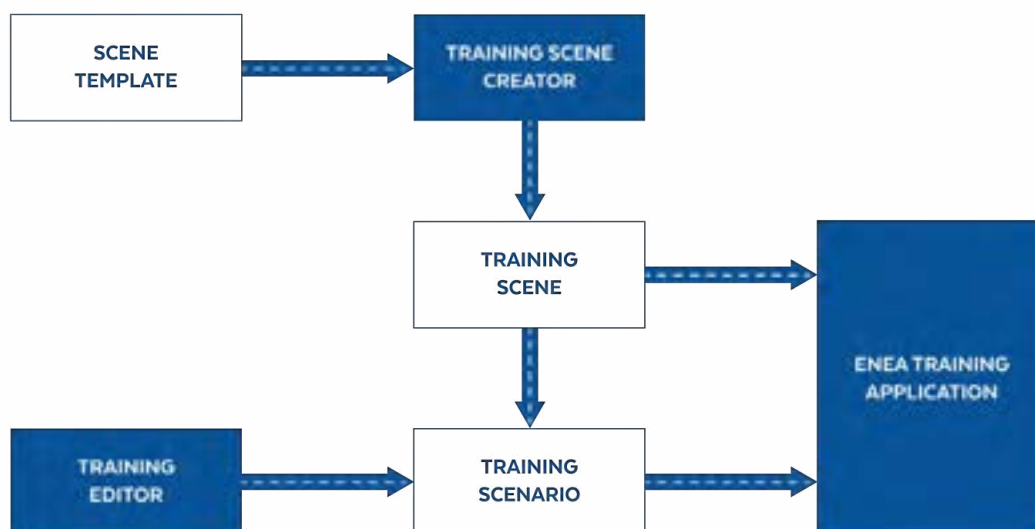 SCENE
TEMPLATE
TRAINING SCENE
CREATOR
TRAINING
SCENE
ENEA TRAINING
APPLICATION
TRAINING
EDITOR
TRAINING
SCENARIO